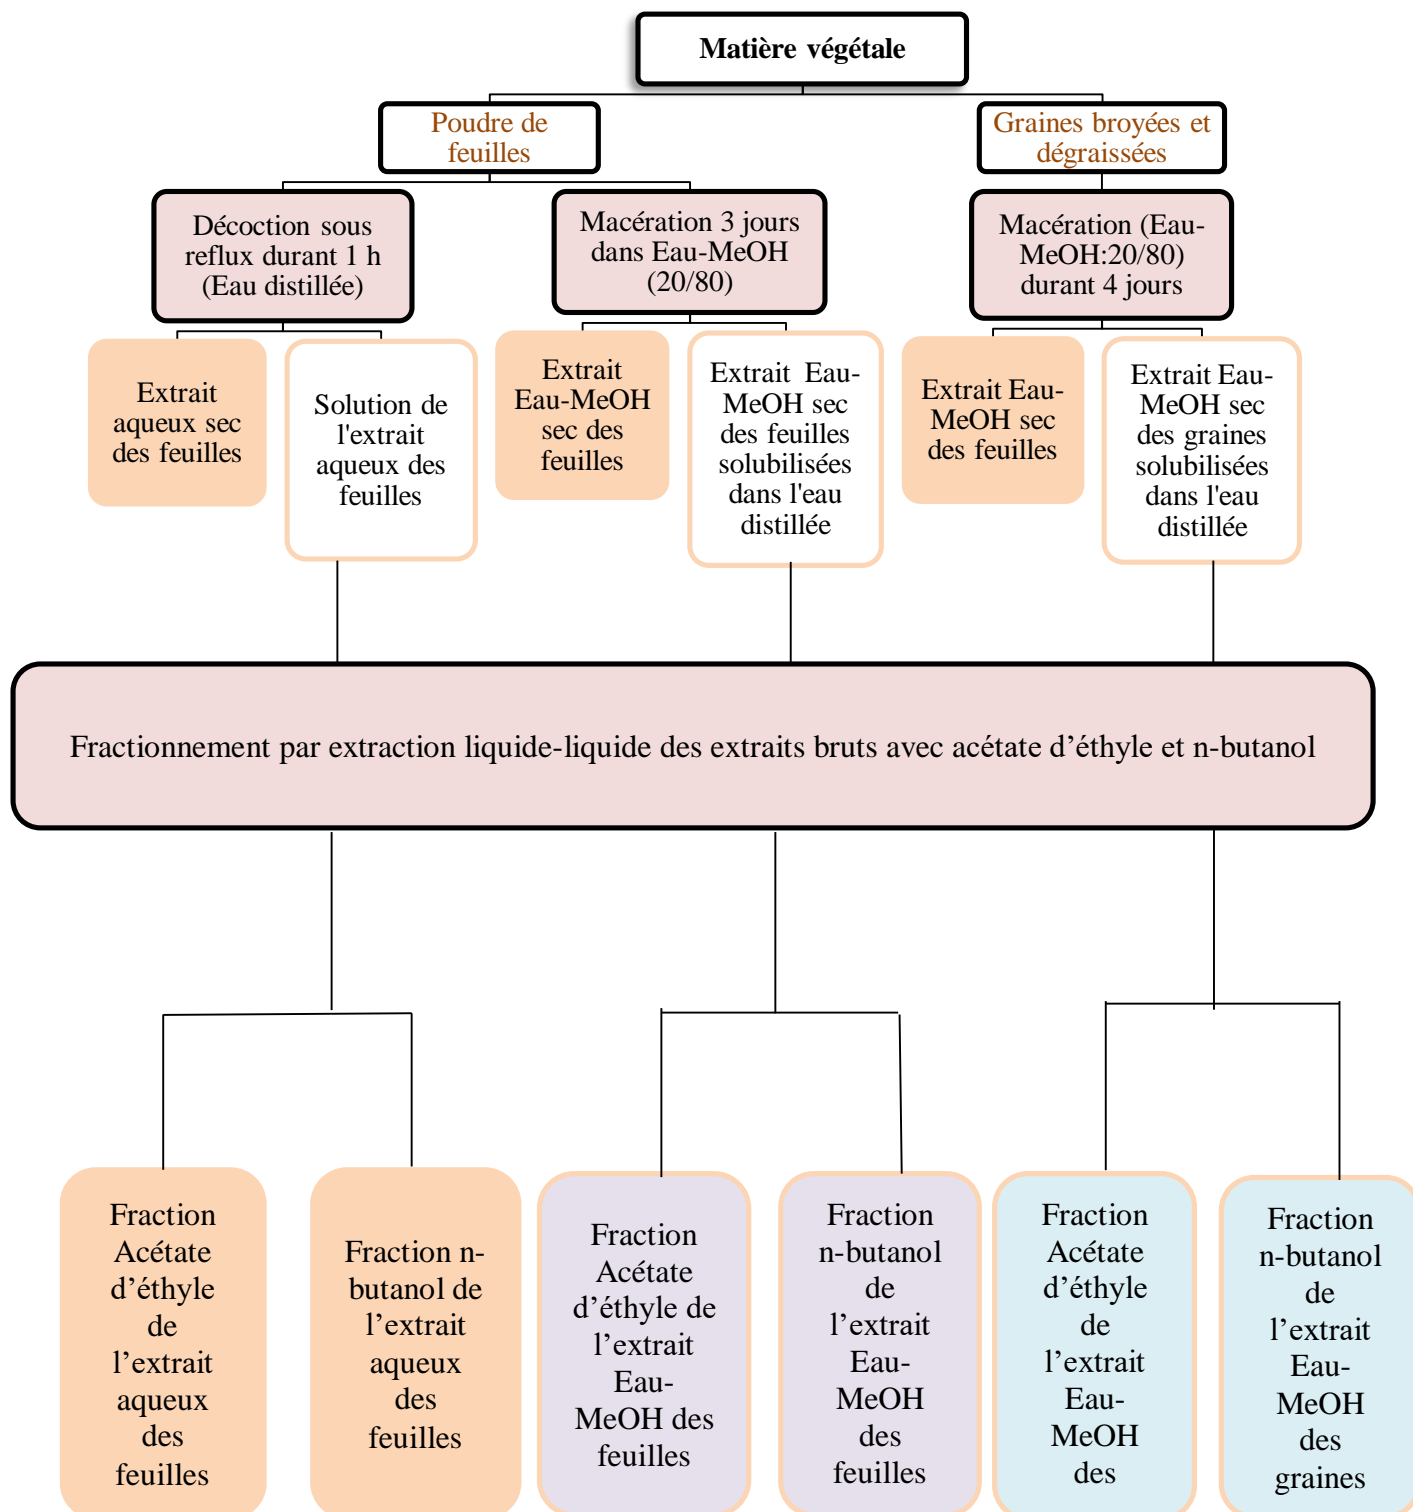 Matière végétale
Poudre de
feuilles
Graines broyées et
dégraissées
Décoction sous
reflux durant 1 h
(Eau distillée)
Macération 3 jours
dans Eau-MeOH
(20/80)
Macération (Eau-
MeOH:20/80)
durant 4 jours
Extrait
aqueux sec
des feuilles
Solution de
l'extrait
aqueux des
feuilles
Extrait
Eau-MeOH
sec des
feuilles
Extrait Eau-
MeOH sec
des feuilles
solubilisées
dans l'eau
distillée
Extrait Eau-
MeOH sec
des feuilles
Extrait Eau-
MeOH sec
des graines
solubilisées
dans l'eau
distillée
Fractionnement par extraction liquide-liquide des extraits bruts avec acétate d’éthyle et n-butanol
Fraction
Acétate
d’éthyle
de
l’extrait
aqueux
des
feuilles
Fraction n-
butanol de
l’extrait
aqueux
des
feuilles
Fraction
Acétate
d’éthyle de
l’extrait
Eau-
MeOH des
feuilles
Fraction
n-butanol
de
l’extrait
Eau-
MeOH
des
feuilles
Fraction
Acétate
d’éthyle
de
l’extrait
Eau-
MeOH
des
Fraction
n-butanol
de
l’extrait
Eau-
MeOH
des
graines